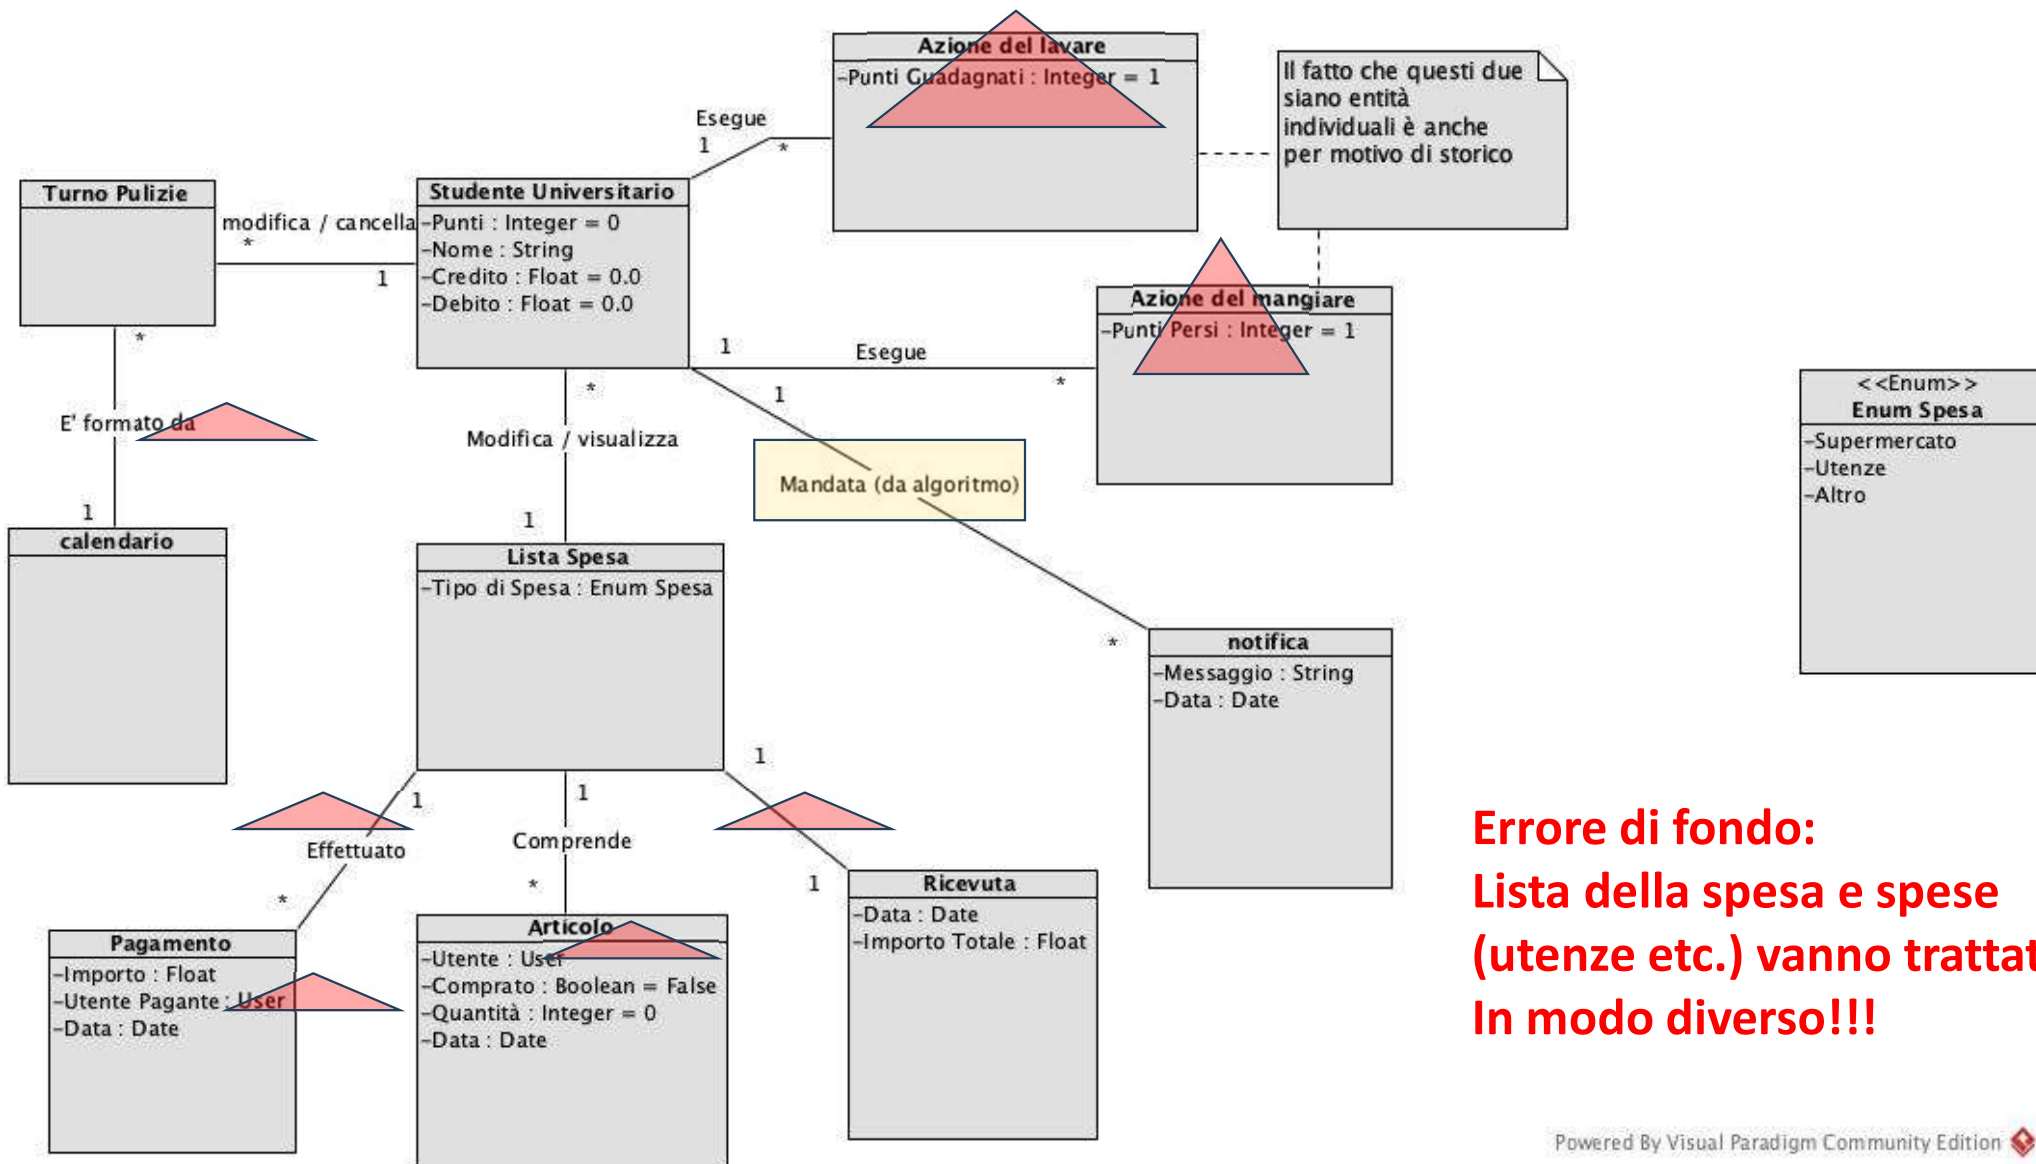 Azione del lavare
-Punti Guadagnati : Integer = 1
Il fatto che questi due
siano entità
individuali è anche
per motivo di storico
Esegue
1
*
Turno Pulizie
modifica / cancella
*
1
Studente Universitario
-Punti : Integer = 0
-Nome : String
-Credito : Float = 0.0
-Debito : Float = 0.0
Azione del mangiare
-Punti Persi : Integer = 1
1
Esegue
*
*
E' formato da
1
*
Modifica / visualizza
1
1
Mandata (da algoritmo)
*
<<Enum>>
Enum Spesa
-Supermercato
-Utenze
-Altro
calendario
Lista Spesa
-Tipo di Spesa : Enum Spesa
notifica
-Messaggio : String
-Data : Date
1
Effettuato
*
1
Comprende
*
1
1
Pagamento
-Importo : Float
-Utente Pagante : User
-Data : Date
Articolo
-Utente : User
-Comprato : Boolean = False
-Quantità : Integer = 0
-Data : Date
Ricevuta
-Data : Date
-Importo Totale : Float
Errore di fondo:
Lista della spesa e spese
(utenze etc.) vanno trattat
In modo diverso!!!
Powered By Visual Paradigm Community Edition